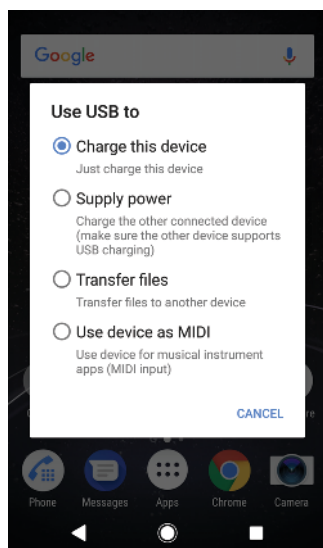 Google
Use USB to
Charge this device
Just charge this device
Supply power
Charge the other connected device
(make sure the other device supports
USB charging)
Transfer files
Transfer files to another device
Use device as MIDI
Use device for musical instrument
apps (MIDI input)
CANCEL
Phone Messages Apps Chrome Camera